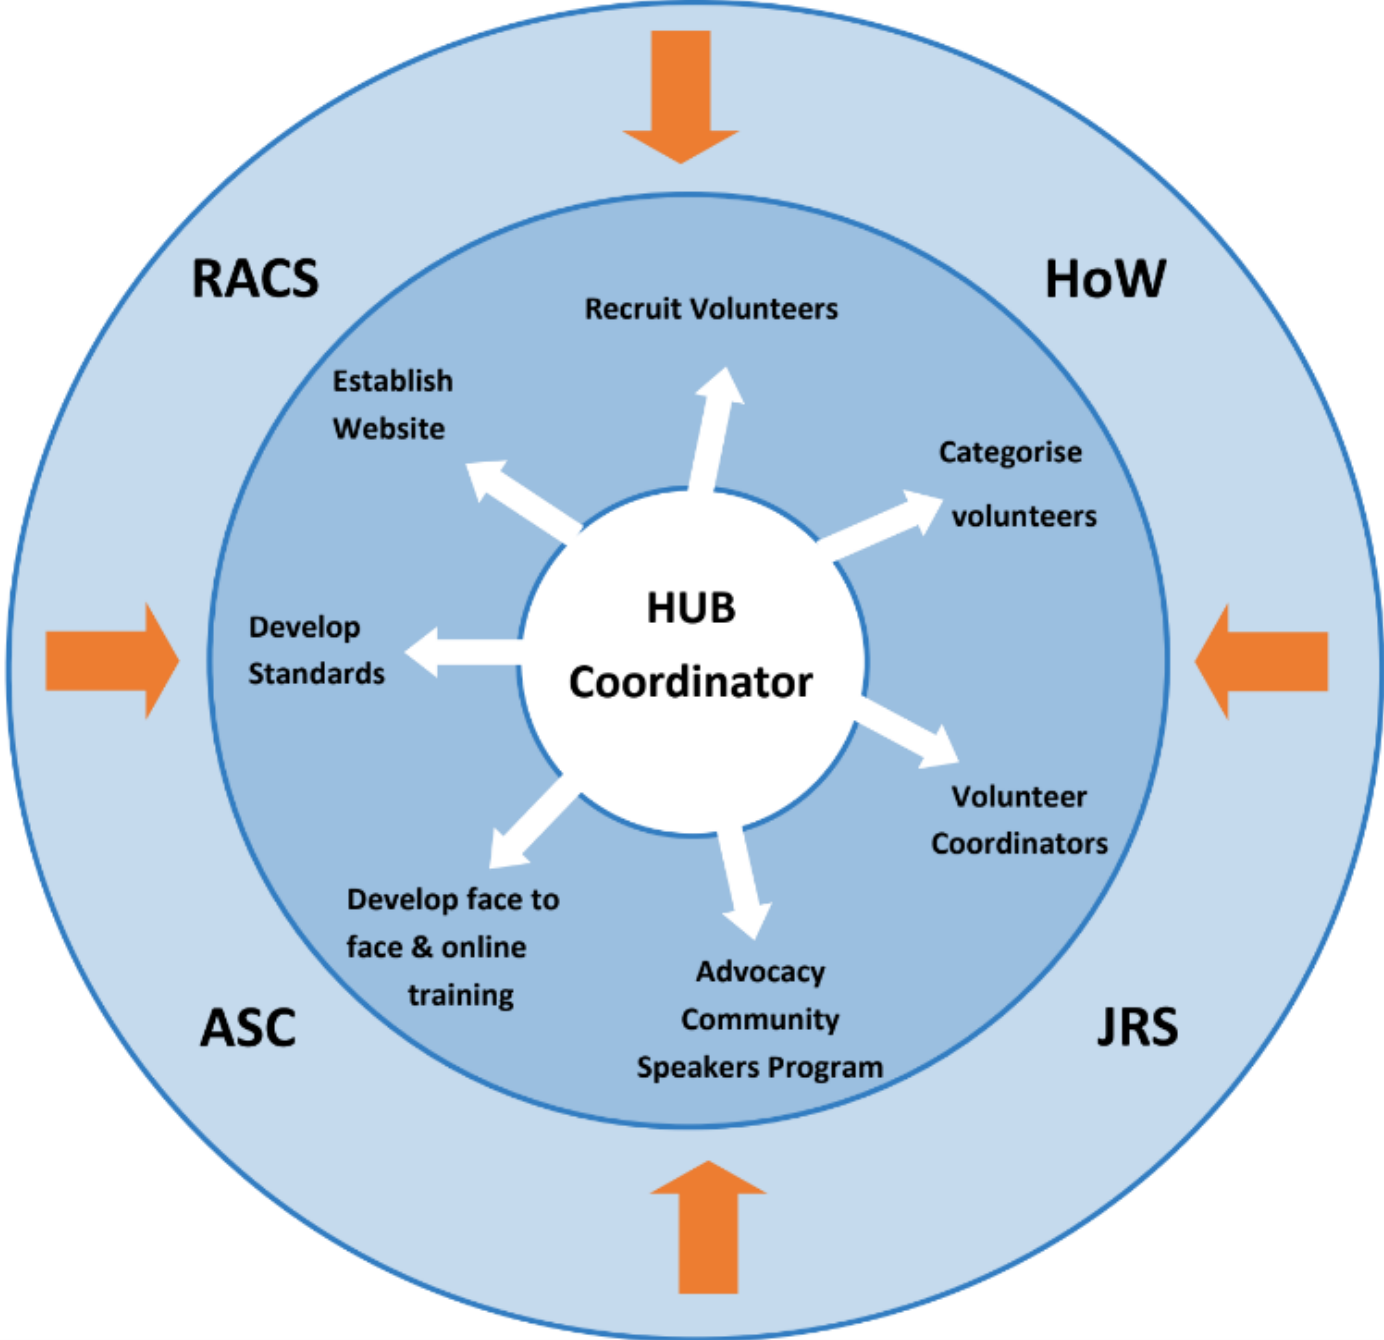 RACS
HoW
Recruit Volunteers
Establish
Website
Categorise
volunteers
HUB
Coordinator
Develop
Standards
Volunteer
Coordinators
Develop face to
face & online
training
Advocacy
Community
Speakers Program
ASC
JRS